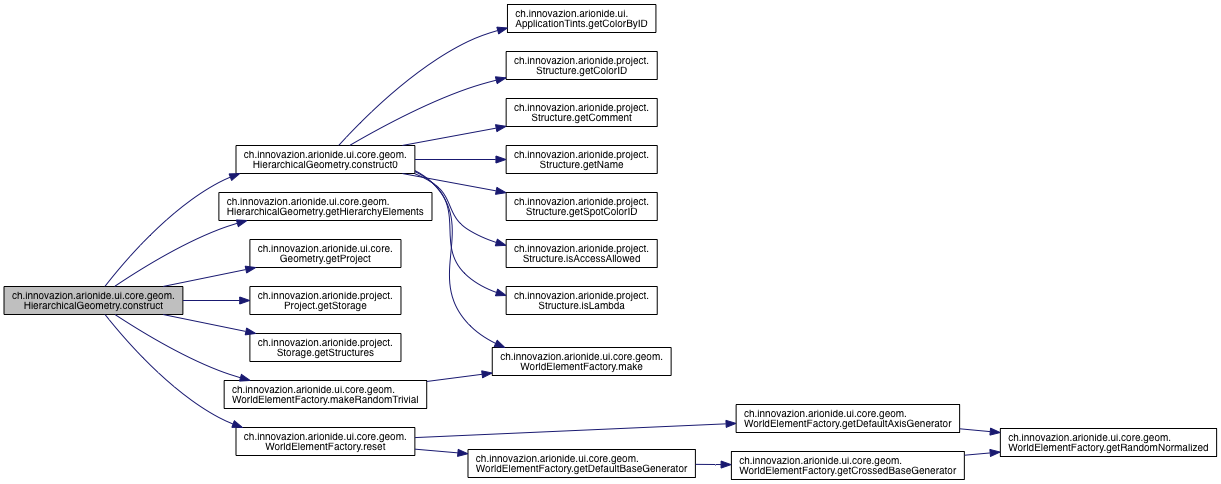 ch.innovazion.arionide.ui.
ApplicationTints.getColorByID
ch.innovazion.arionide.project.
Structure.getColorID
ch.innovazion.arionide.project.
Structure.getComment
ch.innovazion.arionide.ui.core.geom.
HierarchicalGeometry.construct0
ch.innovazion.arionide.project.
Structure.getName
ch.innovazion.arionide.ui.core.geom.
HierarchicalGeometry.getHierarchyElements
ch.innovazion.arionide.project.
Structure.getSpotColorID
ch.innovazion.arionide.ui.core.
Geometry.getProject
ch.innovazion.arionide.project.
Structure.isAccessAllowed
ch.innovazion.arionide.ui.core.geom.
HierarchicalGeometry.construct
ch.innovazion.arionide.project.
Project.getStorage
ch.innovazion.arionide.project.
Structure.isLambda
ch.innovazion.arionide.project.
Storage.getStructures
ch.innovazion.arionide.ui.core.geom.
WorldElementFactory.make
ch.innovazion.arionide.ui.core.geom.
WorldElementFactory.makeRandomTrivial
ch.innovazion.arionide.ui.core.geom.
WorldElementFactory.reset
ch.innovazion.arionide.ui.core.geom.
WorldElementFactory.getDefaultAxisGenerator
ch.innovazion.arionide.ui.core.geom.
WorldElementFactory.getDefaultBaseGenerator
ch.innovazion.arionide.ui.core.geom.
WorldElementFactory.getCrossedBaseGenerator
ch.innovazion.arionide.ui.core.geom.
WorldElementFactory.getRandomNormalized